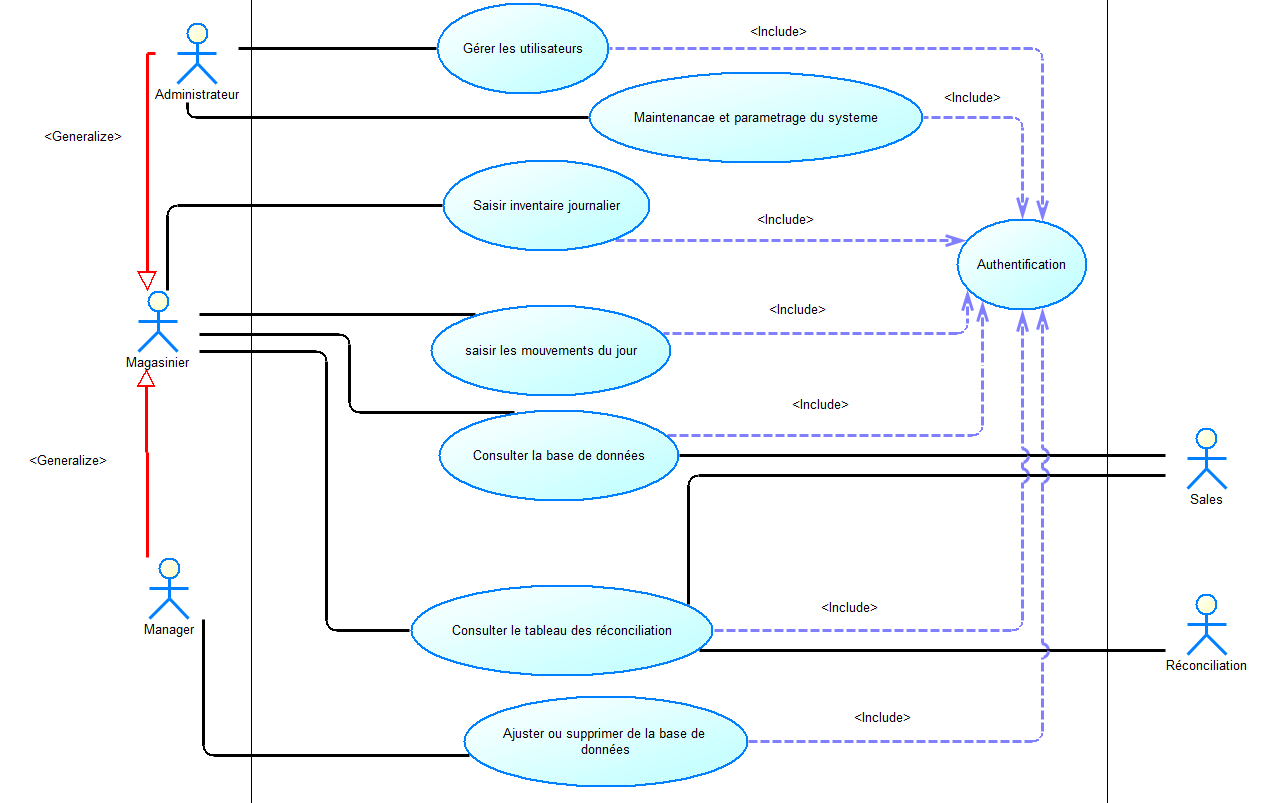 <Include>
Gérer les utilisateurs
Administrateur
<Include>
Maintenancae et parametrage du systeme
<Generalize>
Saisir inventaire journalier
<Include>
Authentification
<Include>
saisir les mouvements du jour
Magasinier
<Include>
Consulter la base de données
<Generalize>
Sales
<Include>
Manager
Consulter le tableau des réconciliation
Réconciliation
<Include>
Ajuster ou supprimer de la base de
données